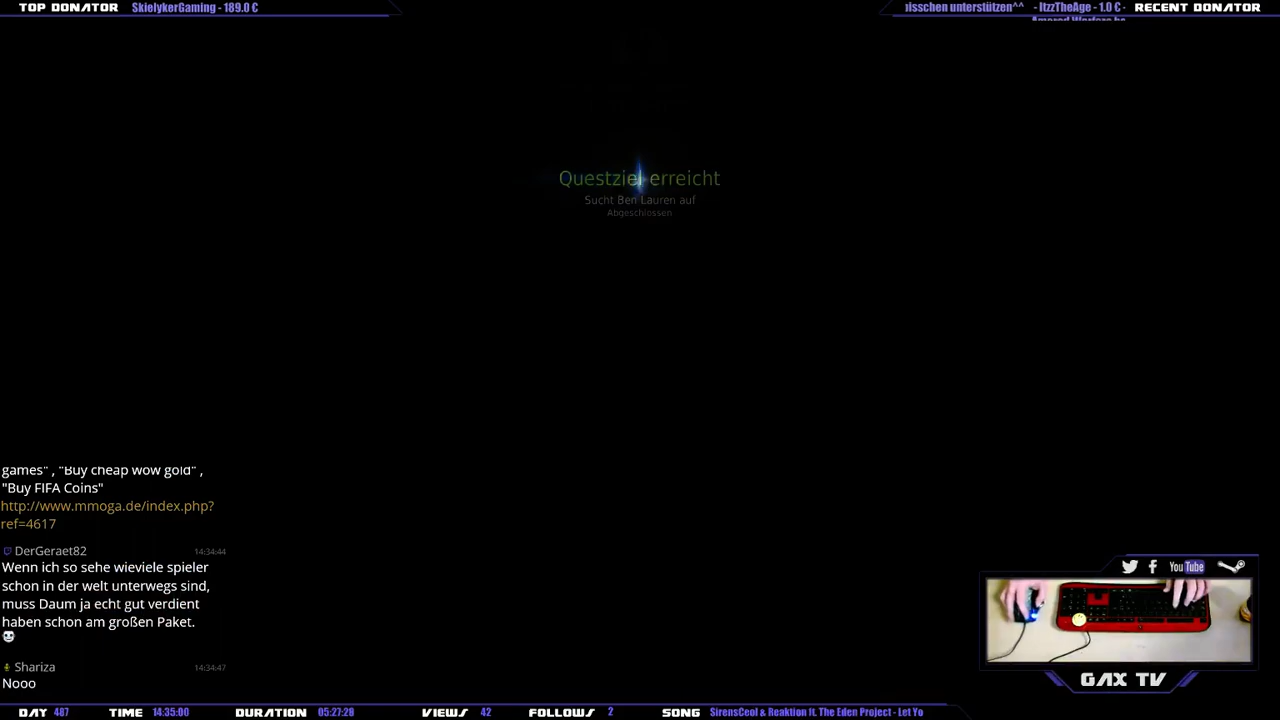 TOP DONATOR SkielykerGaming - 189.0 €
risschen unterstützen^^ - ItzzTheAge - 1.0 € - RECENT DONATOR
Questziel erreicht
Sucht Ben Lauren auf
Abgeschlossen
games" , "Buy cheap wow gold" ,
"Buy FIFA Coins"
http://www.mmoga.de/index.php?
ref=4617
DerGeraet82 14:34:44
Wenn ich so sehe wieviele spieler
schon in der welt unterwegs sind,
muss Daum ja echt gut verdient
haben schon am großen Paket.
Shariza 14:34:47
Nooo
You Tube
GAX TV
DAY 487 TIME 14:35:00 DURATION 05:27:29 VIEWS 42 FOLLOWS 2 SONG SirensCeol & Reaktion ft. The Eden Project - Let Yo